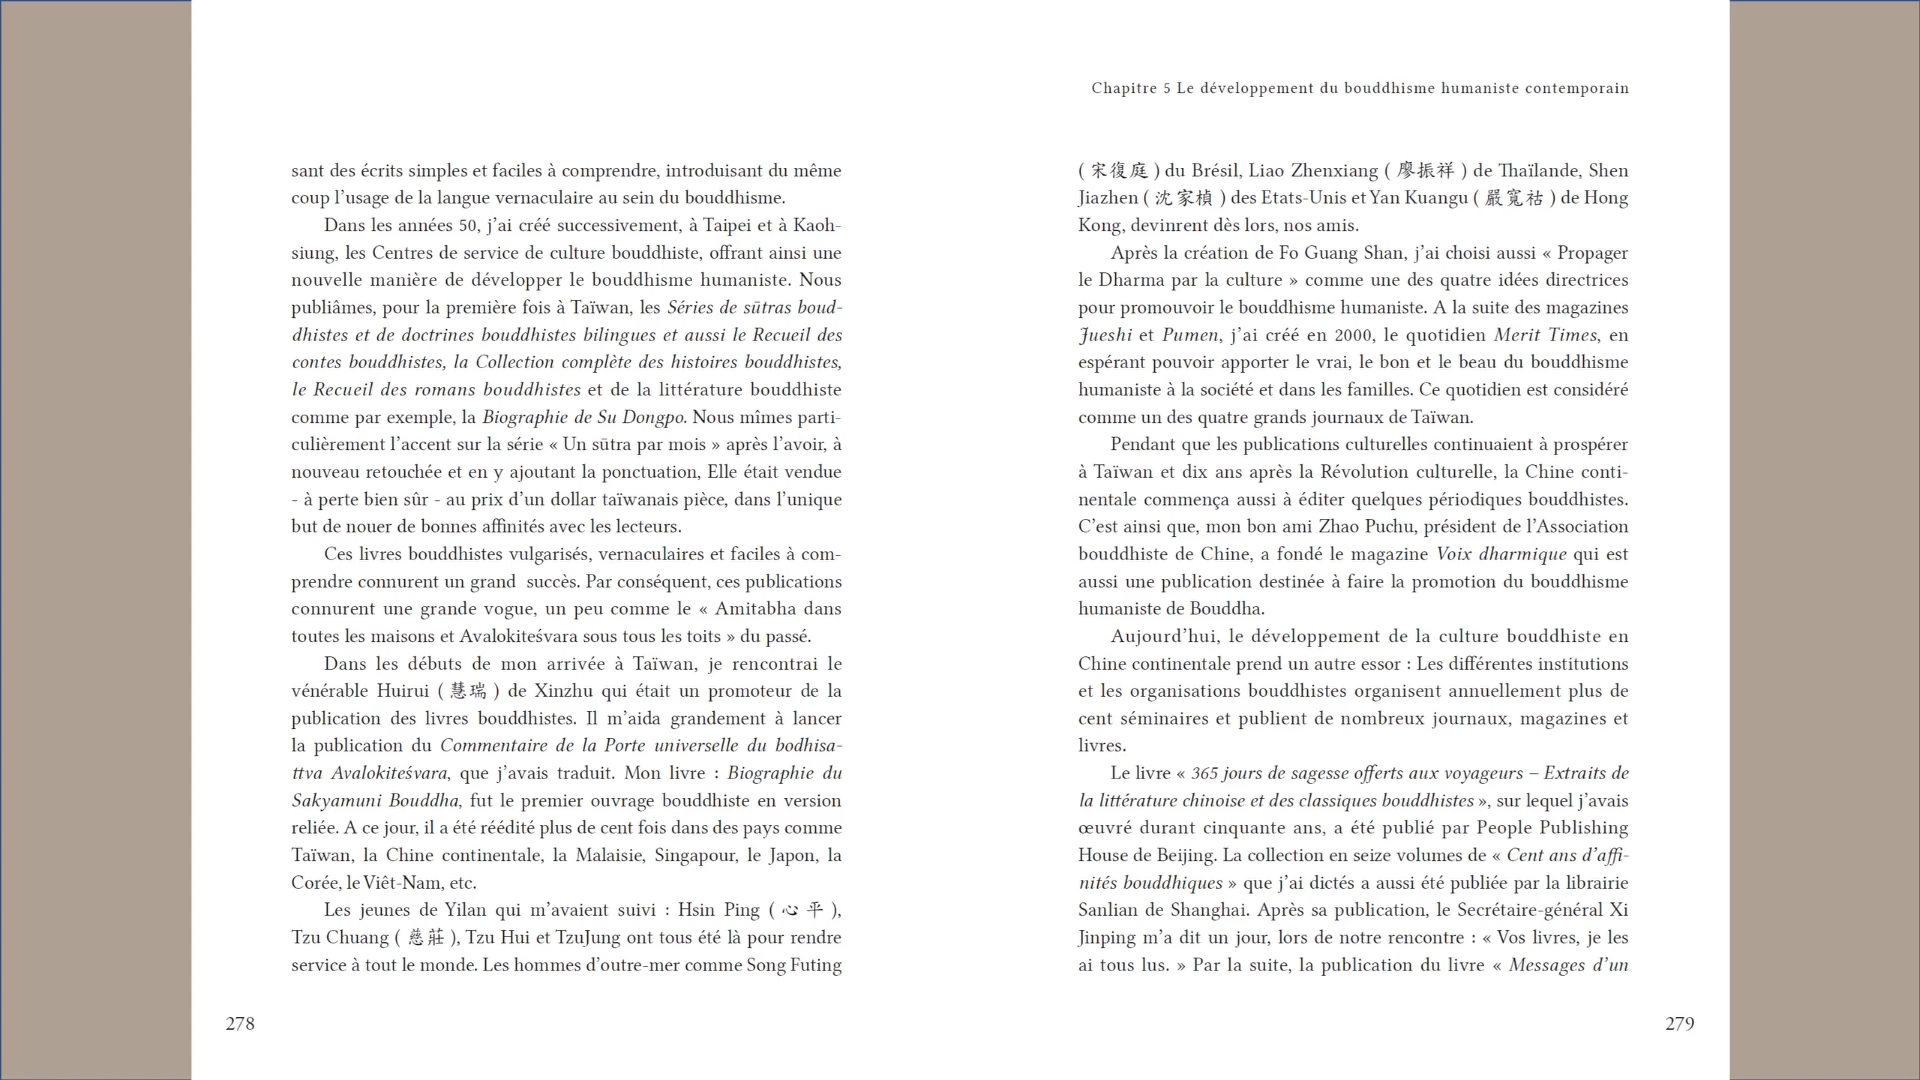 sant des écrits simples et faciles à comprendre, introduisant du même
coup l’usage de la langue vernaculaire au sein du bouddhisme.
Dans les années 50, j’ai créé successivement, à Taipei et à Kaoh-
siung, les Centres de service de culture bouddhiste, offrant ainsi une
nouvelle manière de développer le bouddhisme humaniste. Nous
publiâmes, pour la première fois à Taïwan, les Séries de sūtras boud-
dhistes et de doctrines bouddhistes bilingues et aussi le Recueil des
contes bouddhistes, la Collection complète des histoires bouddhistes,
le Recueil des romans bouddhistes et de la littérature bouddhiste
comme par exemple, la Biographie de Su Dongpo. Nous mîmes parti-
culièrement l’accent sur la série « Un sūtra par mois » après l’avoir, à
nouveau retouchée et en y ajoutant la ponctuation, Elle était vendue
- à perte bien sûr - au prix d’un dollar taïwanais pièce, dans l’unique
but de nouer de bonnes affinités avec les lecteurs.
Ces livres bouddhistes vulgarisés, vernaculaires et faciles à com-
prendre connurent un grand  succès. Par conséquent, ces publications
connurent une grande vogue, un peu comme le « Amitabha dans
toutes les maisons et Avalokiteśvara sous tous les toits » du passé.
Dans les débuts de mon arrivée à Taïwan, je rencontrai le
vénérable Huirui ( 慧瑞 ) de Xinzhu qui était un promoteur de la
publication des livres bouddhistes. Il m’aida grandement à lancer
la publication du Commentaire de la Porte universelle du bodhisa-
ttva Avalokiteśvara, que j’avais traduit. Mon livre : Biographie du
Sakyamuni Bouddha, fut le premier ouvrage bouddhiste en version
reliée. A ce jour, il a été réédité plus de cent fois dans des pays comme
Taïwan, la Chine continentale, la Malaisie, Singapour, le Japon, la
Corée, le Viêt-Nam, etc.
Les jeunes de Yilan qui m’avaient suivi : Hsin Ping ( 心平 ),
Tzu Chuang ( 慈莊 ), Tzu Hui et TzuJung ont tous été là pour rendre
service à tout le monde. Les hommes d’outre-mer comme Song Futing
278
Chapitre 5 Le développement du bouddhisme humaniste contemporain
( 宋復庭 ) du Brésil, Liao Zhenxiang ( 廖振祥 ) de Thaïlande, Shen
Jiazhen ( 沈家楨 ) des Etats-Unis et Yan Kuangu ( 嚴寬祜 ) de Hong
Kong, devinrent dès lors, nos amis.
Après la création de Fo Guang Shan, j’ai choisi aussi « Propager
le Dharma par la culture » comme une des quatre idées directrices
pour promouvoir le bouddhisme humaniste. A la suite des magazines
Jueshi et Pumen, j’ai créé en 2000, le quotidien Merit Times, en
espérant pouvoir apporter le vrai, le bon et le beau du bouddhisme
humaniste à la société et dans les familles. Ce quotidien est considéré
comme un des quatre grands journaux de Taïwan.
Pendant que les publications culturelles continuaient à prospérer
à Taïwan et dix ans après la Révolution culturelle, la Chine conti-
nentale commença aussi à éditer quelques périodiques bouddhistes.
C’est ainsi que, mon bon ami Zhao Puchu, président de l’Association
bouddhiste de Chine, a fondé le magazine Voix dharmique qui est
aussi une publication destinée à faire la promotion du bouddhisme
humaniste de Bouddha.
Aujourd’hui, le développement de la culture bouddhiste en
Chine continentale prend un autre essor : Les différentes institutions
et les organisations bouddhistes organisent annuellement plus de
cent séminaires et publient de nombreux journaux, magazines et
livres.
Le livre « 365 jours de sagesse offerts aux voyageurs – Extraits de
la littérature chinoise et des classiques bouddhistes », sur lequel j’avais
œuvré durant cinquante ans, a été publié par People Publishing
House de Beijing. La collection en seize volumes de « Cent ans d’affi-
nités bouddhiques » que j’ai dictés a aussi été publiée par la librairie
Sanlian de Shanghai. Après sa publication, le Secrétaire-général Xi
Jinping m’a dit un jour, lors de notre rencontre : « Vos livres, je les
ai tous lus. » Par la suite, la publication du livre « Messages d’un
279